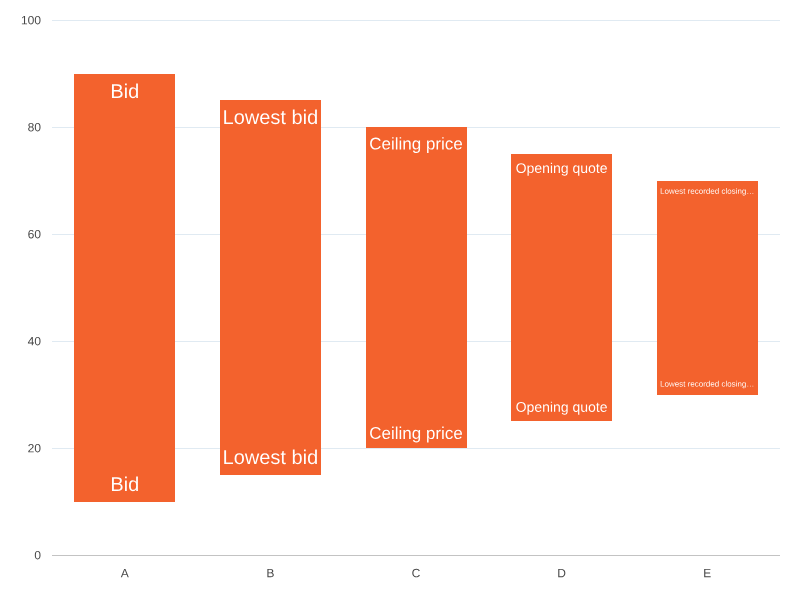 100
80
60
40
20
0
Bid
Lowest bid
Ceiling price
Opening quote
Lowest recorded closing…
Bid
Lowest bid
Ceiling price
Opening quote
Lowest recorded closing…
A
B
C
D
E